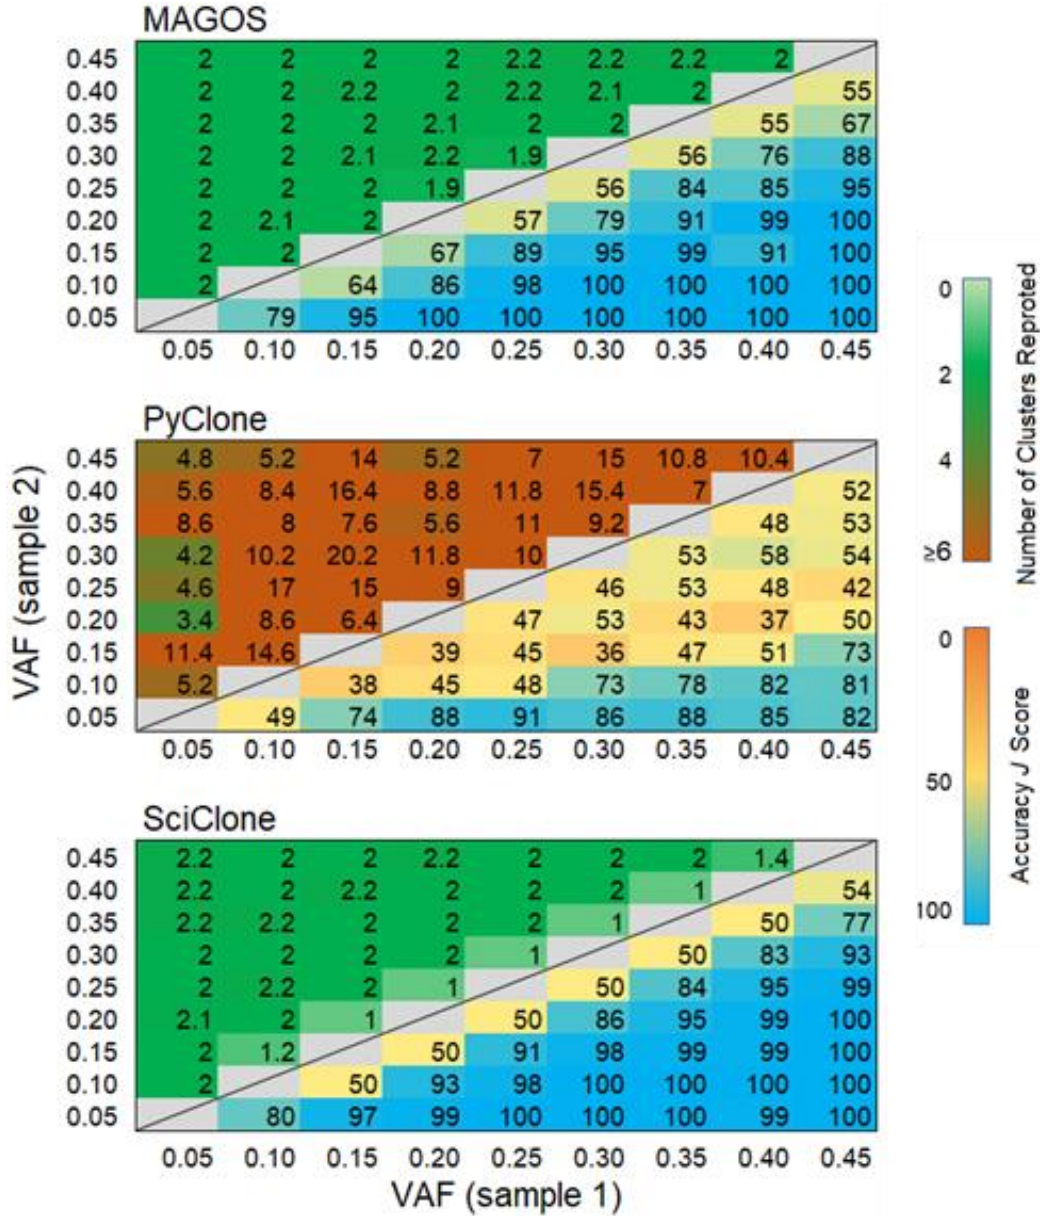 MAGOS
0.45 2 2 2 2 2.2 2.2 2.2 2
0.40 2 2 2.2 2 2.2 2.1 2 55
0.35 2 2 2 2.1 2 2 55 67
0.30 2 2 2.1 2.2 1.9 56 76 88
0.25 2 2 2 1.9 56 84 85 95
0.20 2 2.1 2 57 79 91 99 100
0.15 2 2 67 89 95 99 91 100
0.10 2 64 86 98 100 100 100 100
0.05 79 95 100 100 100 100 100 100
0.05 0.10 0.15 0.20 0.25 0.30 0.35 0.40 0.45
PyClone
0.45 4.8 5.2 14 5.2 7 15 10.8 10.4
0.40 5.6 8.4 16.4 8.8 11.8 15.4 7 52
0.35 8.6 8 7.6 5.6 11 9.2 48 53
0.30 4.2 10.2 20.2 11.8 10 53 58 54
0.25 4.6 17 15 9 46 53 48 42
0.20 3.4 8.6 6.4 47 53 43 37 50
0.15 11.4 14.6 39 45 36 47 51 73
0.10 5.2 38 45 48 73 78 82 81
0.05 49 74 88 91 86 88 85 82
0.05 0.10 0.15 0.20 0.25 0.30 0.35 0.40 0.45
SciClone
0.45 2.2 2 2 2.2 2 2 2 1.4
0.40 2.2 2 2.2 2 2 2 1 54
0.35 2.2 2.2 2 2 2 1 50 77
0.30 2 2 2 2 1 50 83 93
0.25 2 2.2 2 1 50 84 95 99
0.20 2.1 2 1 50 86 95 99 100
0.15 2 1.2 50 91 98 99 99 100
0.10 2 50 93 98 100 100 100 100
0.05 80 97 99 100 100 100 99 100
0.05 0.10 0.15 0.20 0.25 0.30 0.35 0.40 0.45
VAF (sample 1)
VAF (sample 2)
0
2
4
≥6
Number of Clusters Reproted
0
50
100
Accuracy J Score